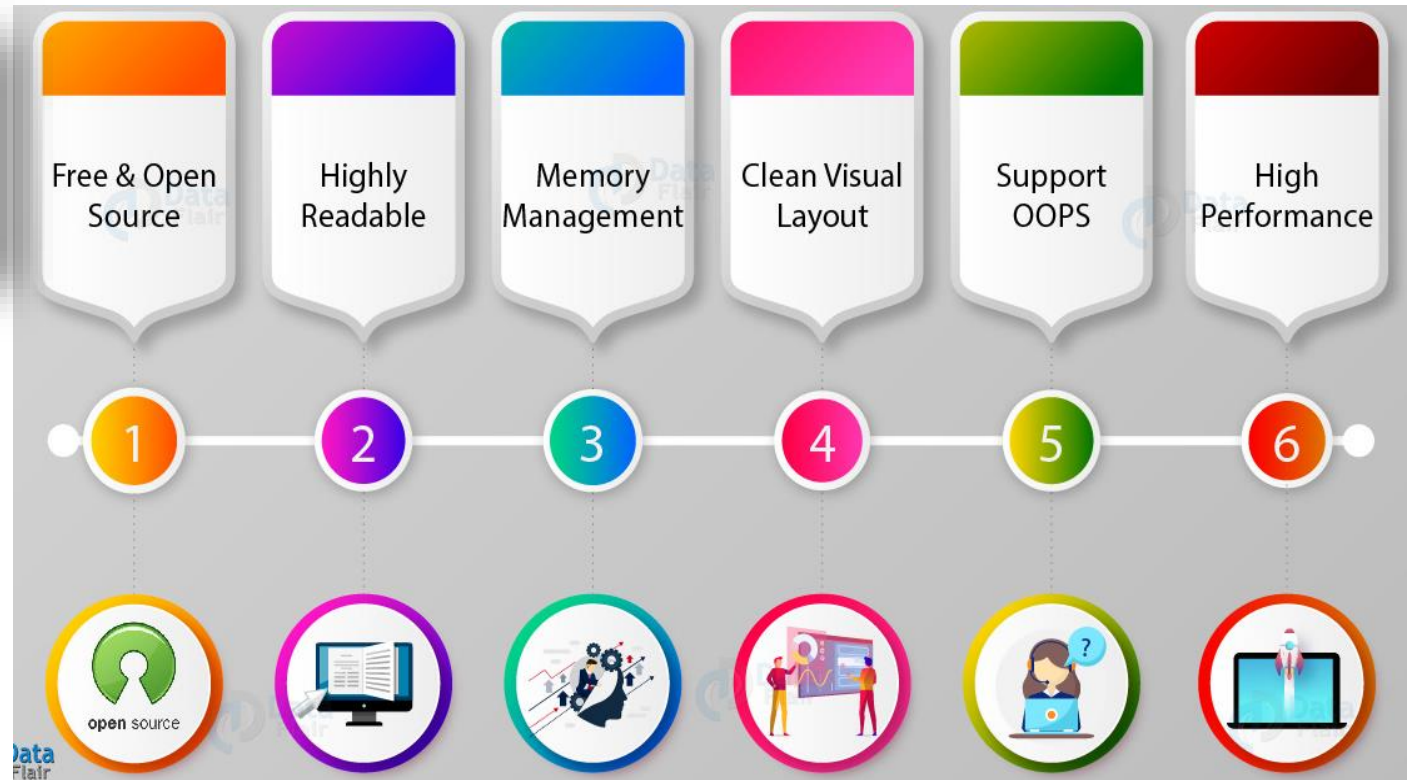 Free & Open
Source
Highly
Readable
Memory
Management
Clean Visual
Layout
Support
OOPS
High
Performance
1
2
3
4
5
6
open source
?
Data
Flair